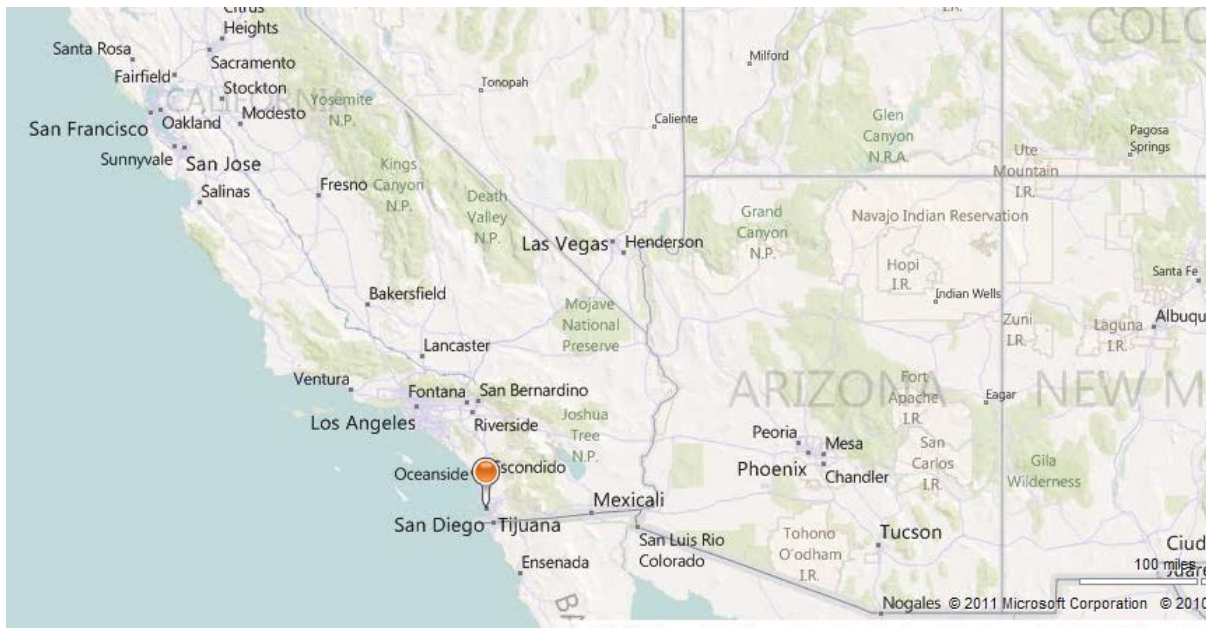 Citrus
Heights
Santa Rosa
Sacramento
Fairfield
Stockton
CALIFORNIA
Yosemite
N.P.
Modesto
San Francisco
Oakland
Sunnyvale
San Jose
Salinas
Fresno
Kings
Canyon
N.P.
Death
Valley
N.P.
Tonopah
Milford
Caliente
Glen
Canyon
N.R.A.
COLO
I.R.
Pagosa
Springs
Ute
Mountain
I.R.
Grand
Canyon
N.P.
Navajo Indian Reservation
Las Vegas
Henderson
Hopi
I.R.
Santa Fe
Indian Wells
Bakersfield
Mojave
National
Preserve
Zuni
I.R.
Laguna
I.R.
Albuqu
Lancaster
Ventura
Fontana
San Bernardino
Los Angeles
Riverside
Joshua
Tree
N.P.
ARIZONA
Fort
Apache
I.R.
Eagar
NEW M
Peoria
Mesa
Phoenix
Chandler
San
Carlos
I.R.
Gila
Wilderness
Oceanside
Escondido
San Diego
Tijuana
Mexicali
San Luis Rio
Colorado
Tohono
O'odham
I.R.
Tucson
Ensenada
BA
Ciud
Juáre
100 miles
Nogales
© 2011 Microsoft Corporation © 2010